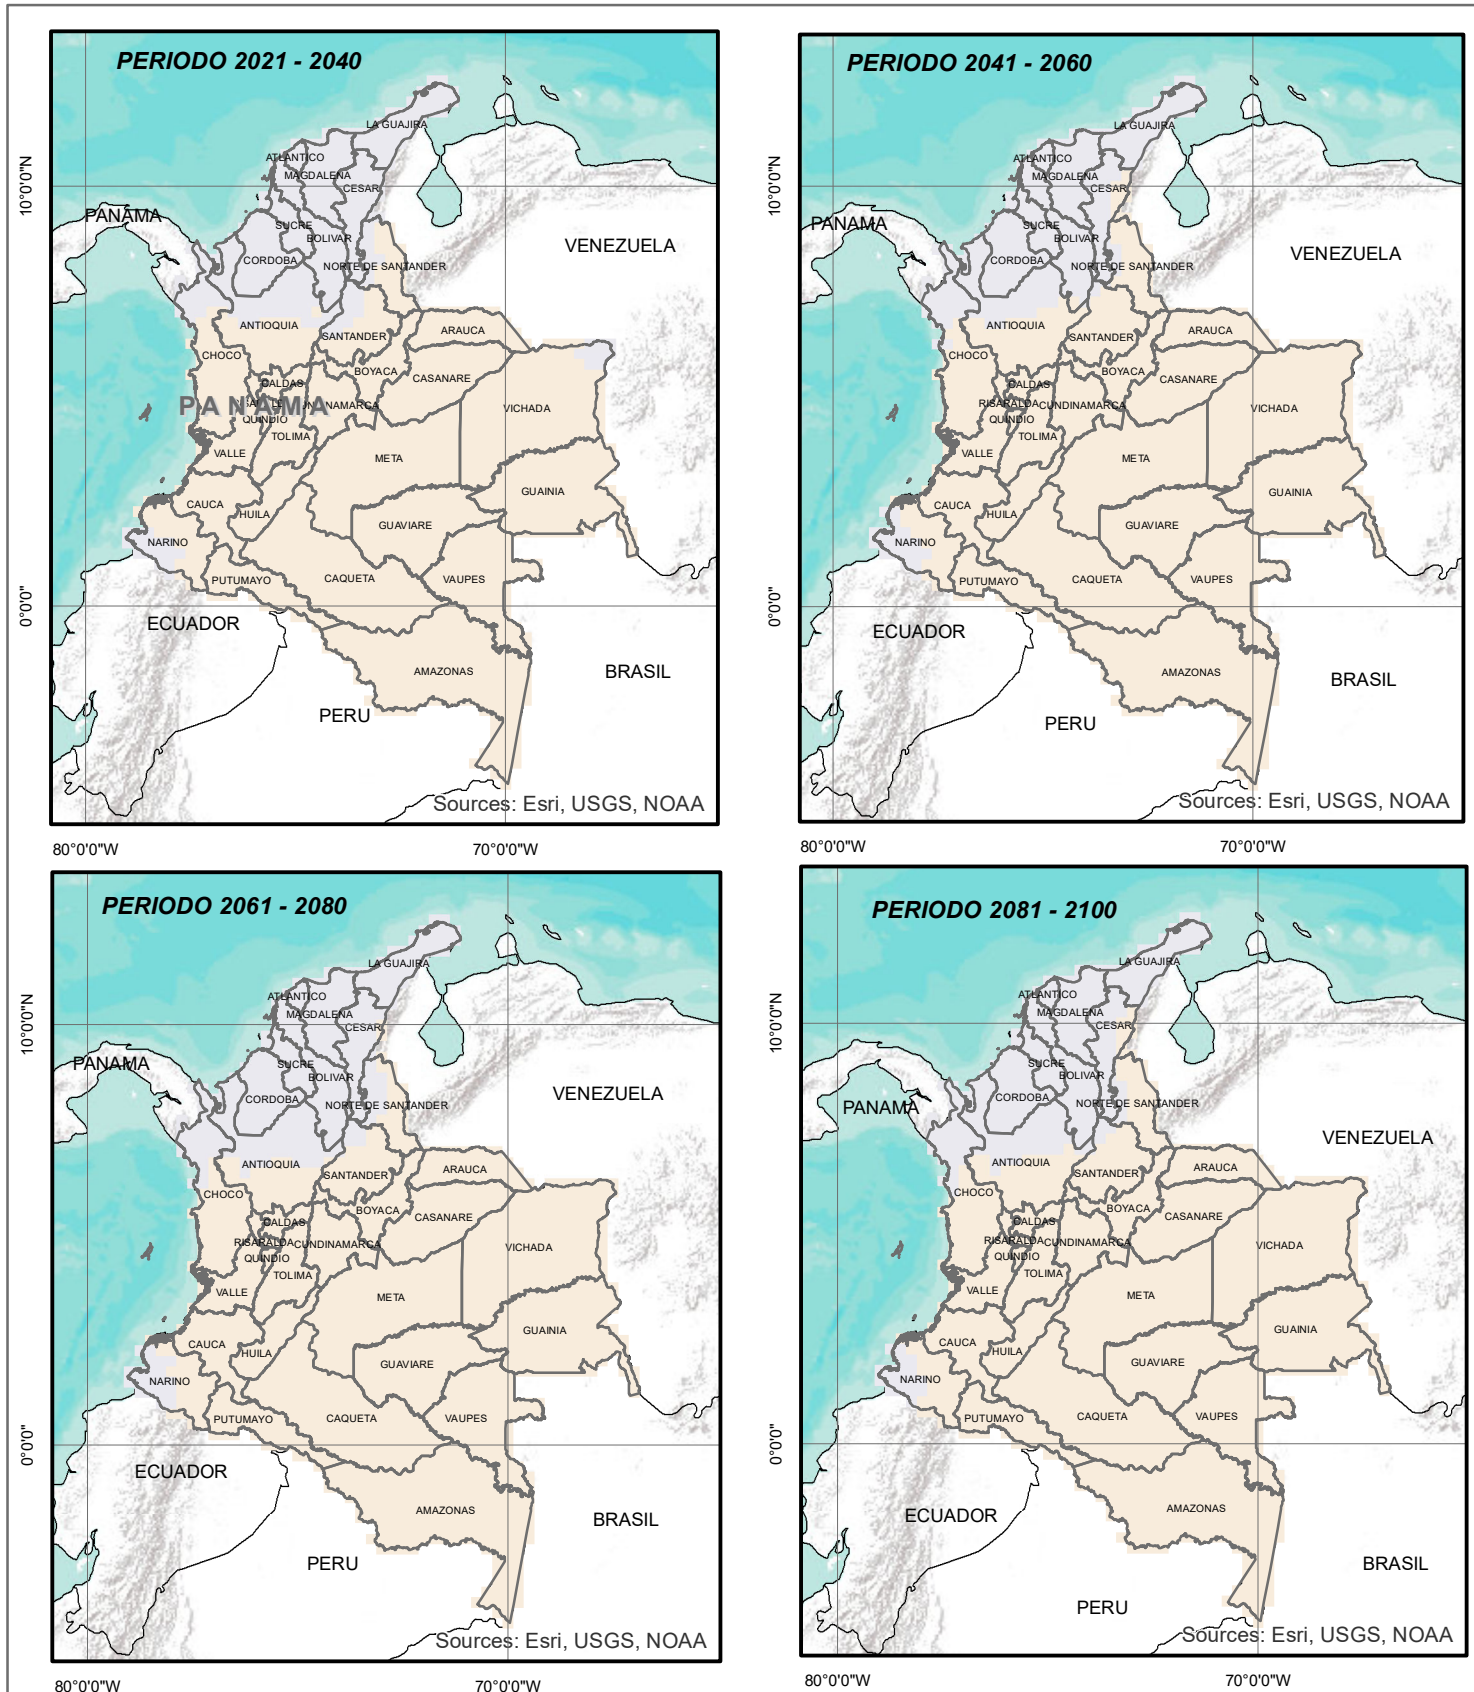 PERIODO 2021 - 2040
LA GUAJIRA
ATLANTICO
MAGDALENA
CESAR
10°0'0"N
PANAMA
SUCRE
BOLIVAR
VENEZUELA
CORDOBA
NORTE DE SANTANDER
ANTIOQUIA
SANTANDER
ARAUCA
CHOCO
BOYACA
CASANARE
CALDAS
PANAMA
QUINDIO
VICHADA
TOLIMA
VALLE
META
GUAINIA
CAUCA
HUILA
GUAVIARE
NARINO
PUTUMAYO
CAQUETA
VAUPES
0°0'0"
ECUADOR
AMAZONAS
BRASIL
PERU
Sources: Esri, USGS, NOAA
80°0'0"W
70°0'0"W
PERIODO 2041 - 2060
LA GUAJIRA
ATLANTICO
MAGDALENA
CESAR
10°0'0"N
PANAMA
SUCRE
BOLIVAR
VENEZUELA
CORDOBA
NORTE DE SANTANDER
ANTIOQUIA
SANTANDER
ARAUCA
CHOCO
BOYACA
CASANARE
CALDAS
RISARALDA
CUNDINAMARCA
VICHADA
QUINDIO
TOLIMA
VALLE
META
GUAINIA
CAUCA
HUILA
GUAVIARE
NARINO
PUTUMAYO
CAQUETA
VAUPES
0°0'0"
ECUADOR
AMAZONAS
BRASIL
PERU
Sources: Esri, USGS, NOAA
80°0'0"W
70°0'0"W
PERIODO 2061 - 2080
LA GUAJIRA
ATLANTICO
MAGDALENA
CESAR
10°0'0"N
PANAMA
SUCRE
BOLIVAR
VENEZUELA
CORDOBA
NORTE DE SANTANDER
ANTIOQUIA
SANTANDER
ARAUCA
CHOCO
BOYACA
CASANARE
CALDAS
RISARALDA
CUNDINAMARCA
VICHADA
QUINDIO
TOLIMA
VALLE
META
GUAINIA
CAUCA
HUILA
GUAVIARE
NARINO
PUTUMAYO
CAQUETA
VAUPES
0°0'0"
ECUADOR
AMAZONAS
BRASIL
PERU
Sources: Esri, USGS, NOAA
80°0'0"W
70°0'0"W
PERIODO 2081 - 2100
LA GUAJIRA
ATLANTICO
MAGDALENA
CESAR
10°0'0"N
SUCRE
BOLIVAR
CORDOBA
NORTE DE SANTANDER
PANAMA
VENEZUELA
ANTIOQUIA
SANTANDER
ARAUCA
CHOCO
BOYACA
CASANARE
CALDAS
RISARALDA
CUNDINAMARCA
VICHADA
QUINDIO
TOLIMA
VALLE
META
GUAINIA
CAUCA
HUILA
GUAVIARE
NARINO
PUTUMAYO
CAQUETA
VAUPES
0°0'0"
AMAZONAS
ECUADOR
BRASIL
PERU
Sources: Esri, USGS, NOAA
80°0'0"W
70°0'0"W